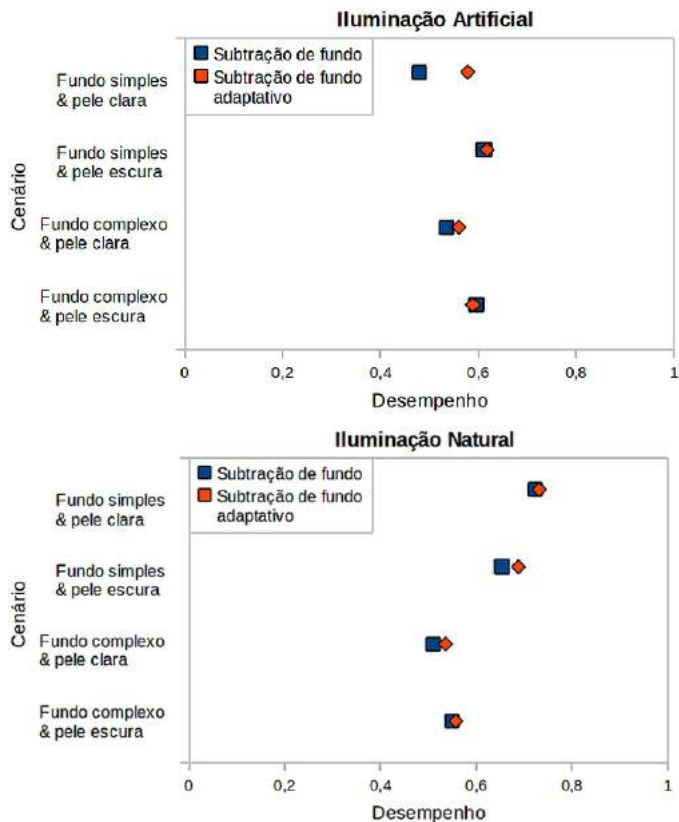 Iluminação Artificial
Subtração de fundo
Subtração de fundo
adaptativo
Cenário
Fundo simples
& pele clara
Fundo simples
& pele escura
Fundo complexo
& pele clara
Fundo complexo
& pele escura
0 0,2 0,4 0,6 0,8 1
Desempenho
Iluminação Natural
Subtração de fundo
Subtração de fundo
adaptativo
Cenário
Fundo simples
& pele clara
Fundo simples
& pele escura
Fundo complexo
& pele clara
Fundo complexo
& pele escura
0 0,2 0,4 0,6 0,8 1
Desempenho